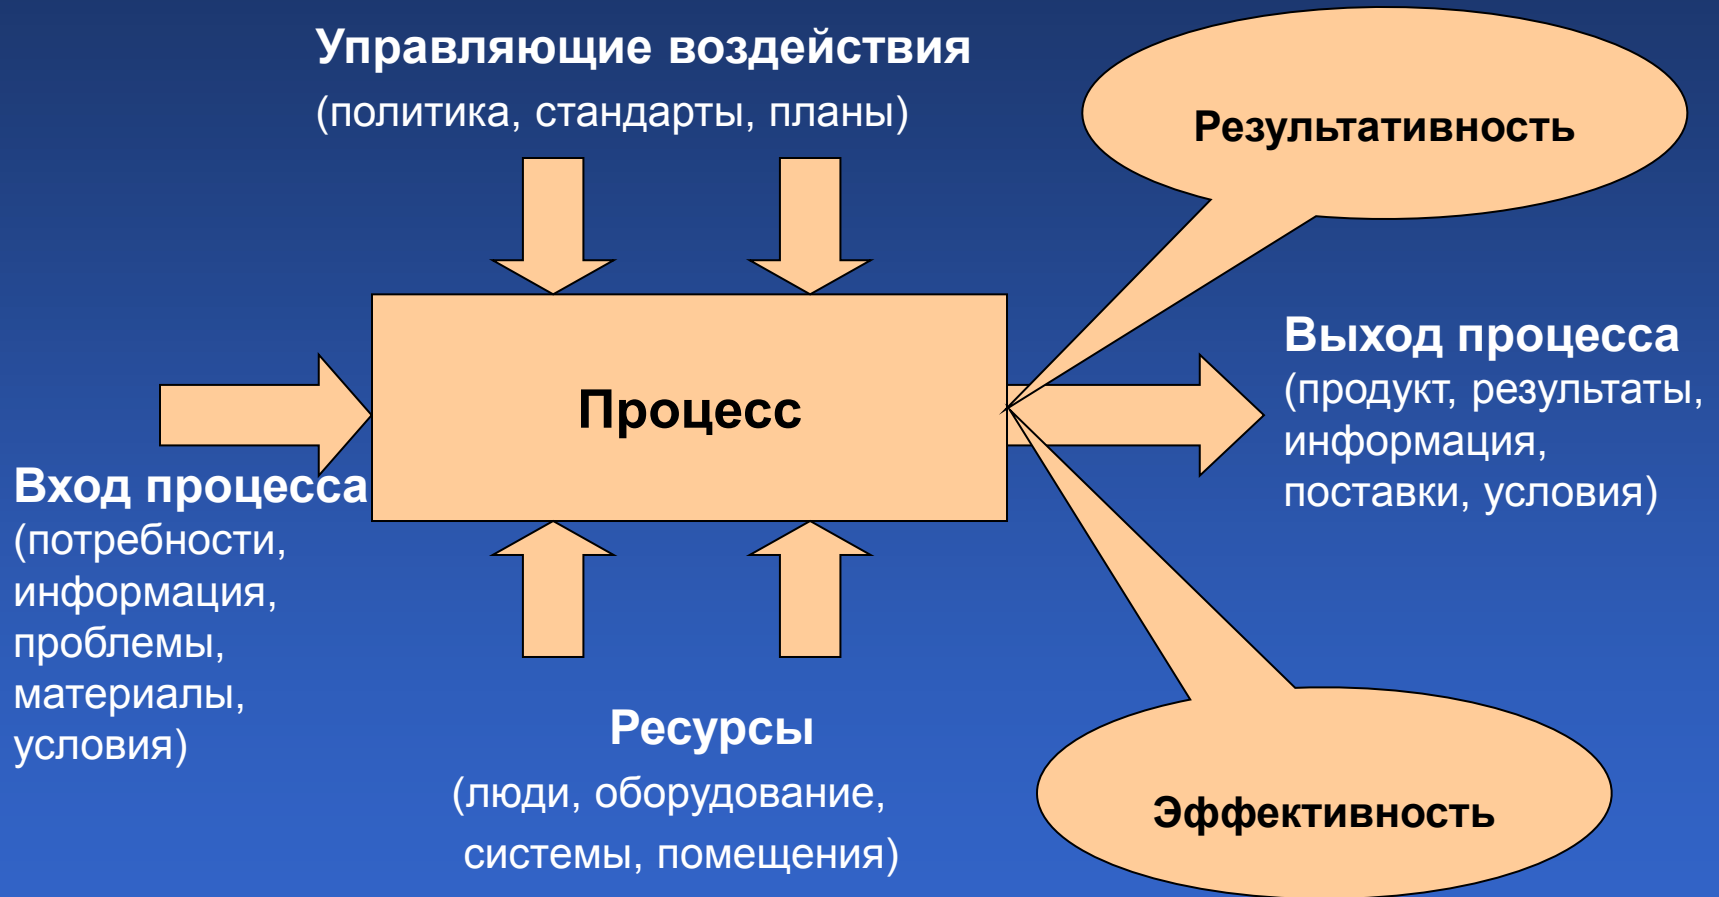 Управляющие воздействия
(политика, стандарты, планы)
Результативность
Процесс
Выход процесса
(продукт, результаты,
информация,
поставки, условия)
Вход процесса
(потребности,
информация,
проблемы,
материалы,
условия)
Ресурсы
(люди, оборудование,
системы, помещения)
Эффективность